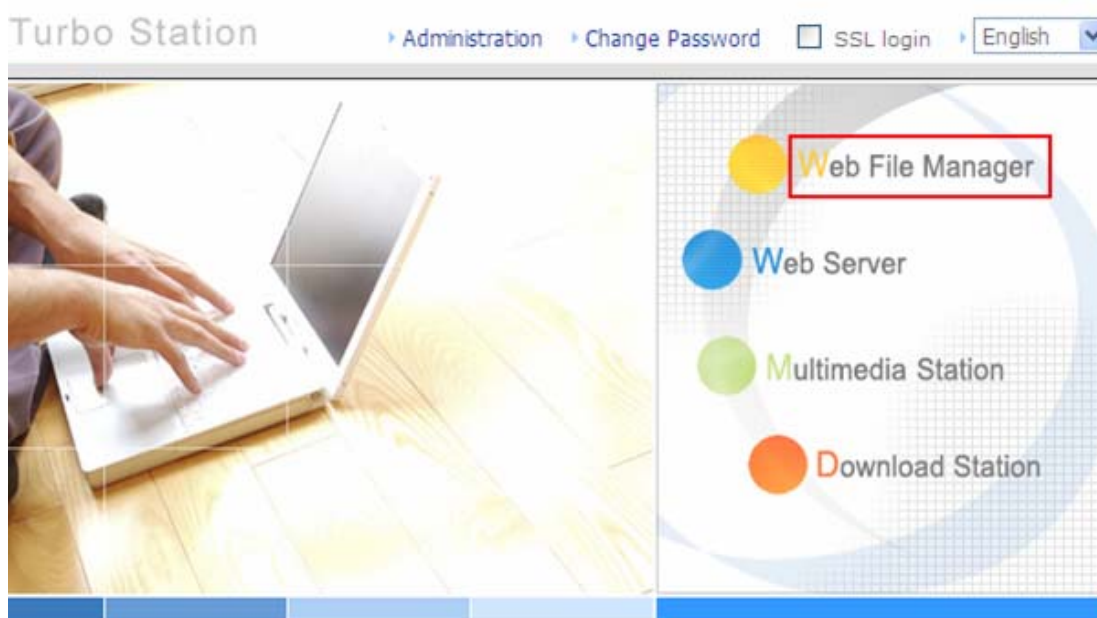 Turbo Station
Administration Change Password SSL login English
Web File Manager
Web Server
Multimedia Station
Download Station